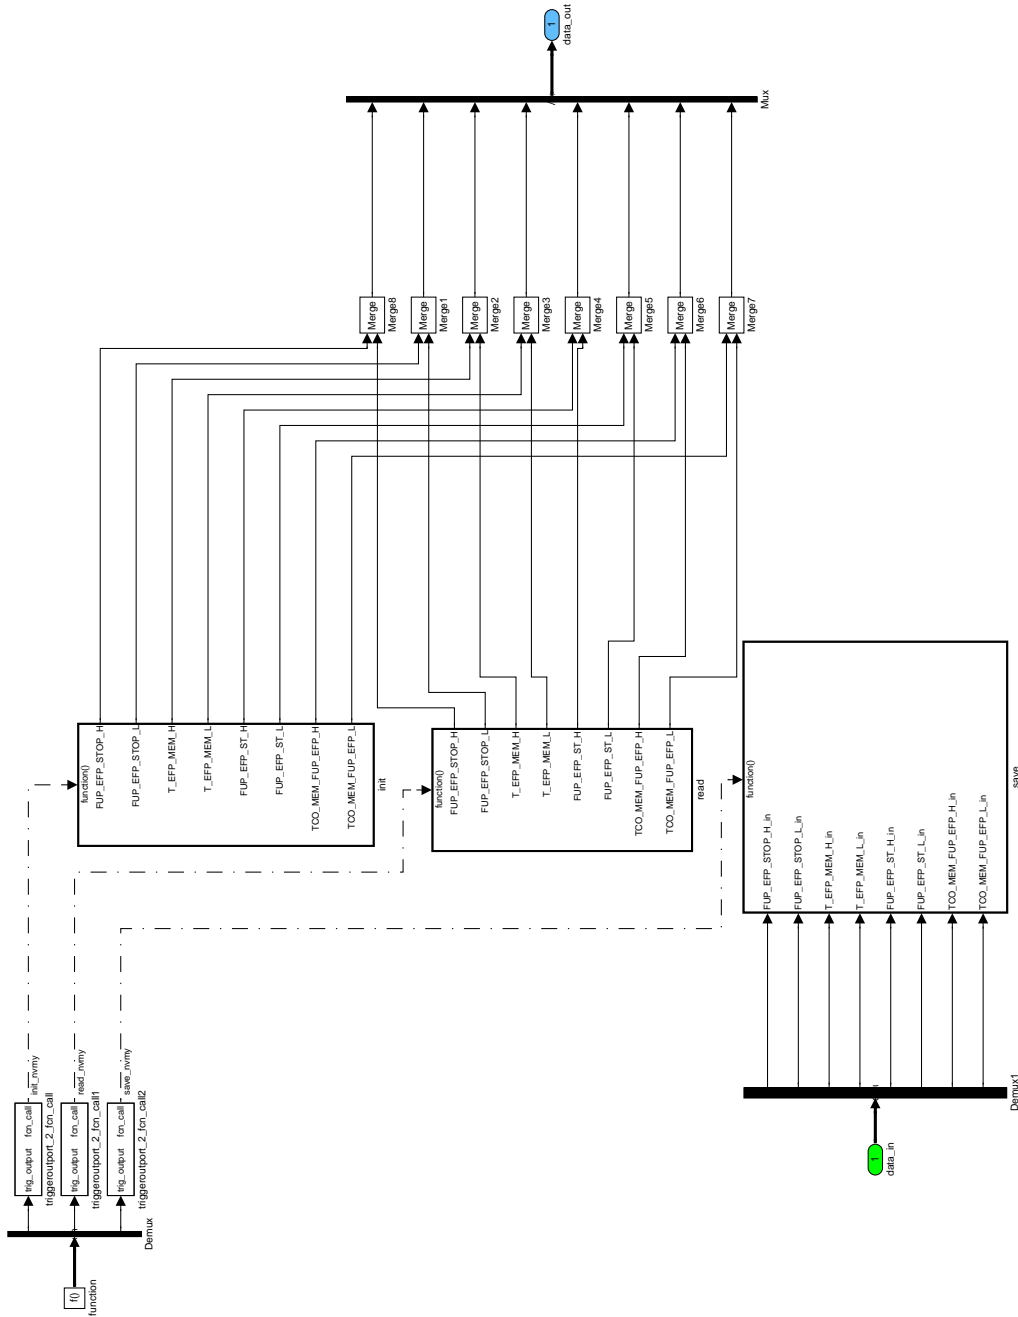 f()
function
Demux
trig_output fcn_call
triggeroutport_2_fcn_call
init_nvmy
trig_output fcn_call
triggeroutport_2_fcn_call1
read_nvmy
trig_output fcn_call
triggeroutport_2_fcn_call2
save_nvmy
function()
FUP_EFP_STOP_H
FUP_EFP_STOP_L
T_EFP_MEM_H
T_EFP_MEM_L
FUP_EFP_ST_H
FUP_EFP_ST_L
TCO_MEM_FUP_EFP_H
TCO_MEM_FUP_EFP_L
init
function()
FUP_EFP_STOP_H
FUP_EFP_STOP_L
T_EFP_MEM_H
T_EFP_MEM_L
FUP_EFP_ST_H
FUP_EFP_ST_L
TCO_MEM_FUP_EFP_H
TCO_MEM_FUP_EFP_L
read
1
data_in
Demux1
function()
FUP_EFP_STOP_H_in
FUP_EFP_STOP_L_in
T_EFP_MEM_H_in
T_EFP_MEM_L_in
FUP_EFP_ST_H_in
FUP_EFP_ST_L_in
TCO_MEM_FUP_EFP_H_in
TCO_MEM_FUP_EFP_L_in
save
Merge
Merge8
Merge
Merge1
Merge
Merge2
Merge
Merge3
Merge
Merge4
Merge
Merge5
Merge
Merge6
Merge
Merge7
Mux
1
data_out